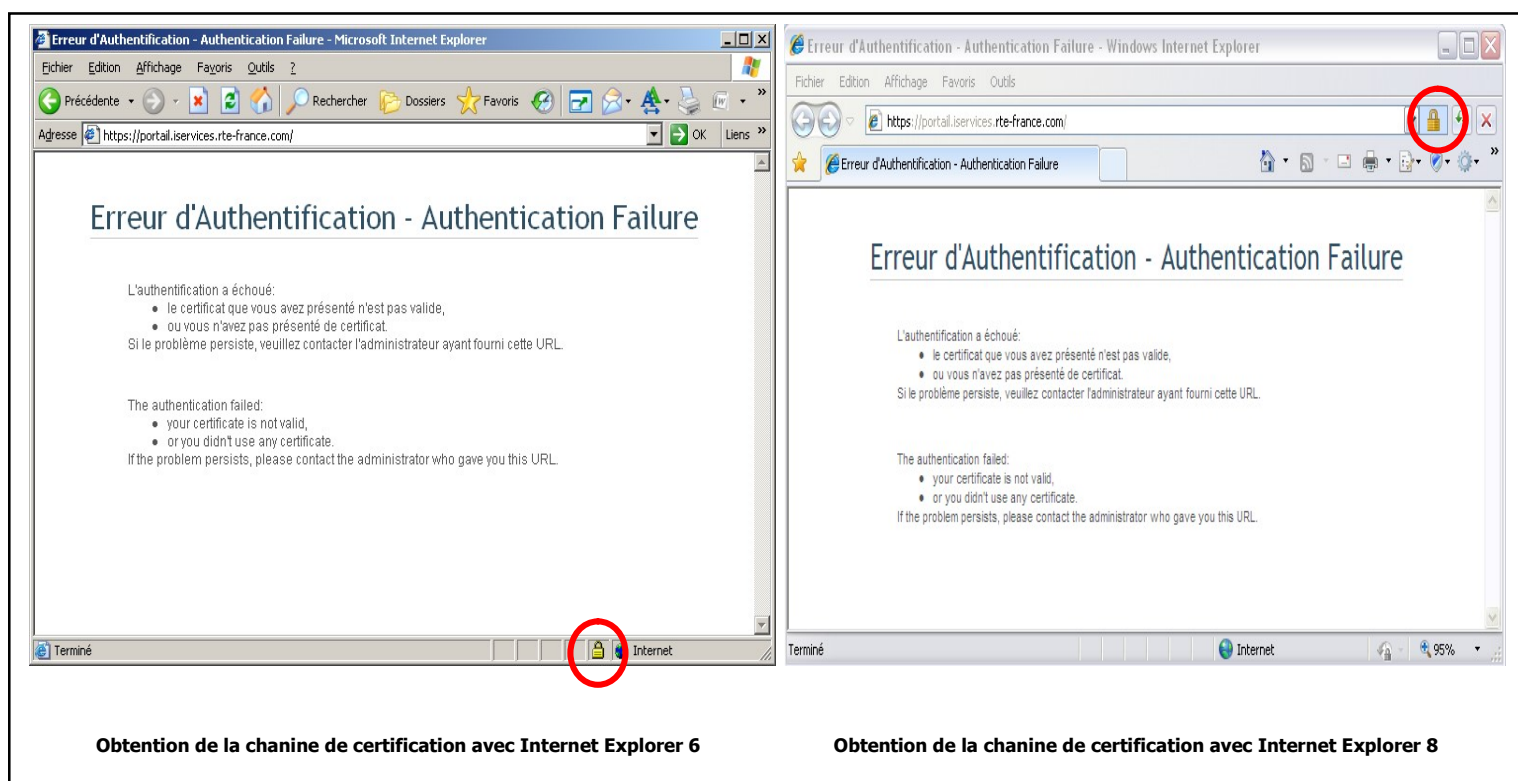 Erreur d'Authentification - Authentication Failure - Microsoft Internet Explorer
Fichier Edition Affichage Favoris Outils ?
Précédente Rechercher Dossiers Favoris »
Adresse https://portail.iservices.rte-france.com/ OK Liens »
Erreur d'Authentification - Authentication Failure
L'authentification a échoué:
• le certificat que vous avez présenté n'est pas valide,
• ou vous n'avez pas présenté de certificat.
Si le problème persiste, veuillez contacter l'administrateur ayant fourni cette URL.
The authentication failed:
• your certificate is not valid,
• or you didn't use any certificate.
If the problem persists, please contact the administrator who gave you this URL.
Terminé Internet
Obtention de la chanine de certification avec Internet Explorer 6
Erreur d'Authentification - Authentication Failure - Windows Internet Explorer
Fichier Edition Affichage Favoris Outils
https://portail.iservices.rte-france.com/
Erreur d'Authentification - Authentication Failure »
Erreur d'Authentification - Authentication Failure
L'authentification a échoué:
• le certificat que vous avez présenté n'est pas valide,
• ou vous n'avez pas présenté de certificat.
Si le problème persiste, veuillez contacter l'administrateur ayant fourni cette URL.
The authentication failed:
• your certificate is not valid,
• or you didn't use any certificate.
If the problem persists, please contact the administrator who gave you this URL.
Terminé Internet 95%
Obtention de la chanine de certification avec Internet Explorer 8